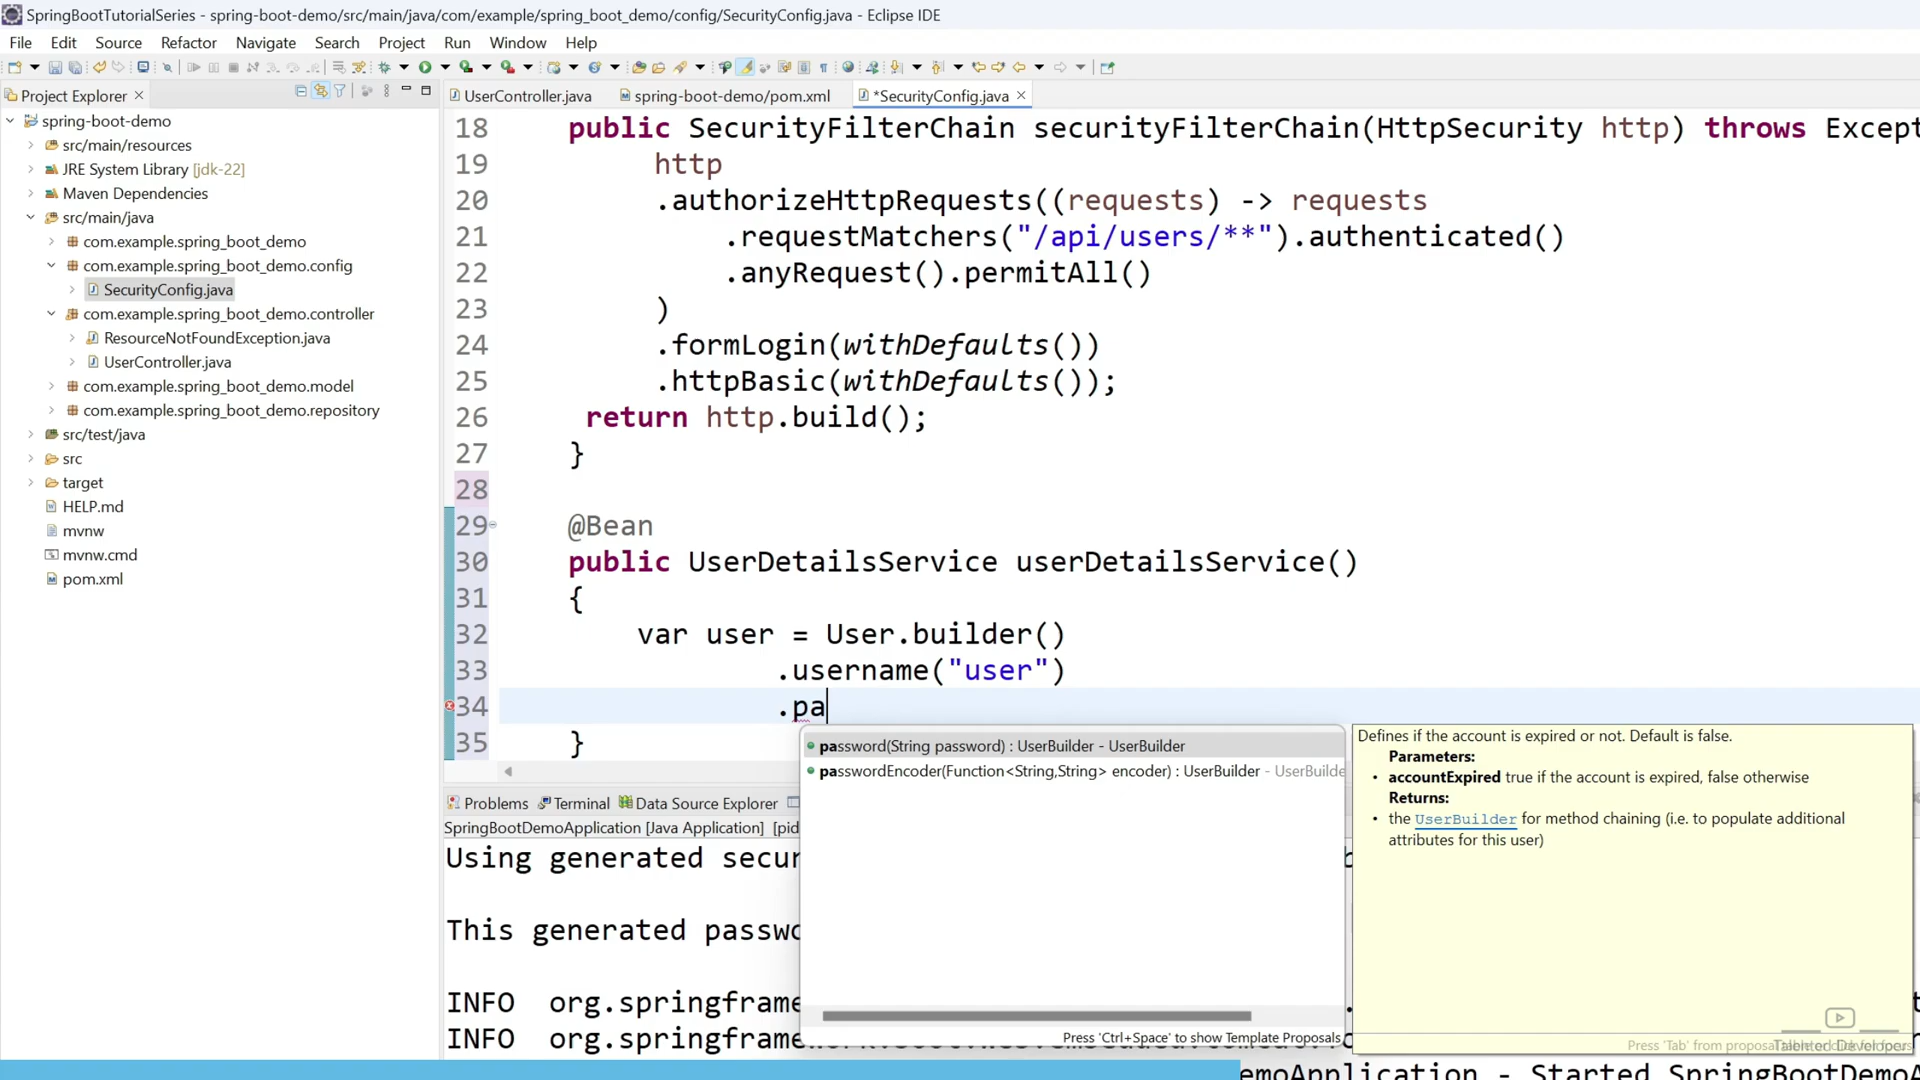 SpringBootTutorialSeries - spring-boot-demo/src/main/java/com/example/spring_boot_demo/config/SecurityConfig.java - Eclipse IDE
File Edit Source Refactor Navigate Search Project Run Window Help
Project Explorer
spring-boot-demo
src/main/resources
JRE System Library [jdk-22]
Maven Dependencies
src/main/java
com.example.spring_boot_demo
com.example.spring_boot_demo.config
SecurityConfig.java
com.example.spring_boot_demo.controller
ResourceNotFoundException.java
UserController.java
com.example.spring_boot_demo.model
com.example.spring_boot_demo.repository
src/test/java
src
target
HELP.md
mvnw
mvnw.cmd
pom.xml
UserController.java spring-boot-demo/pom.xml *SecurityConfig.java
18 public SecurityFilterChain securityFilterChain(HttpSecurity http) throws Except
19 http
20 .authorizeHttpRequests((requests) -> requests
21 .requestMatchers("/api/users/**").authenticated()
22 .anyRequest().permitAll()
23 )
24 .formLogin(withDefaults())
25 .httpBasic(withDefaults());
26 return http.build();
27 }
28
29 @Bean
30 public UserDetailsService userDetailsService()
31 {
32 var user = User.builder()
33 .username("user")
34 .pa
35 }
password(String password) : UserBuilder - UserBuilder
passwordEncoder(Function<String,String> encoder) : UserBuilder - UserBuilde
Press 'Ctrl+Space' to show Template Proposals
Defines if the account is expired or not. Default is false.
Parameters:
accountExpired true if the account is expired, false otherwise
Returns:
the UserBuilder for method chaining (i.e. to populate additional
attributes for this user)
Press 'Tab' from proposal
Problems Terminal Data Source Explorer
SpringBootDemoApplication [Java Application] [pid
Using generated secur
This generated passwo
INFO org.springframe
INFO org.springframe
emoApplication - Started SpringBootDemoA